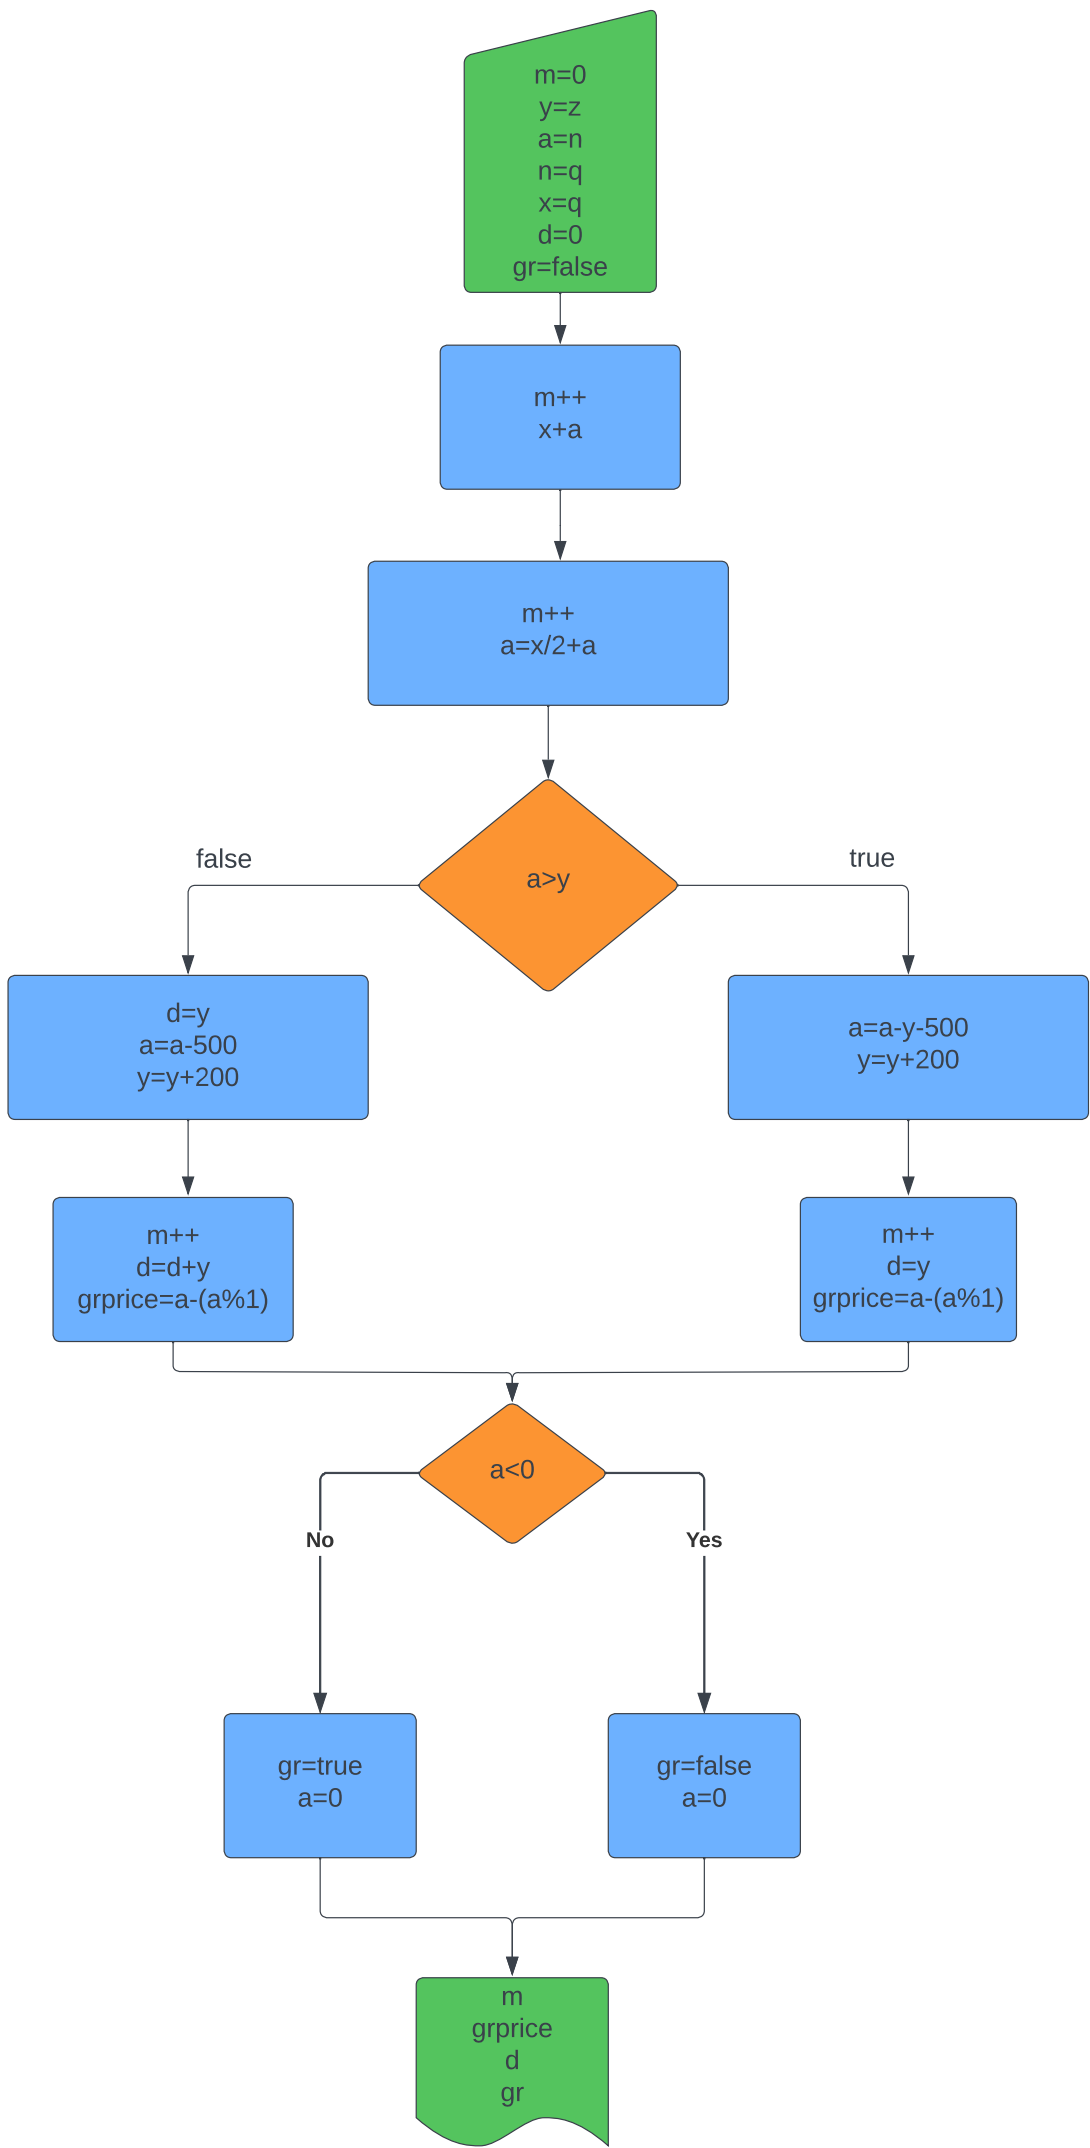 m=0
y=z
a=n
n=q
x=q
d=0
gr=false
m++
x+a
m++
a=x/2+a
a>y
false
true
d=y
a=a-500
y=y+200
a=a-y-500
y=y+200
m++
d=d+y
grprice=a-(a%1)
m++
d=y
grprice=a-(a%1)
a<0
No
Yes
gr=true
a=0
gr=false
a=0
m
grprice
d
gr